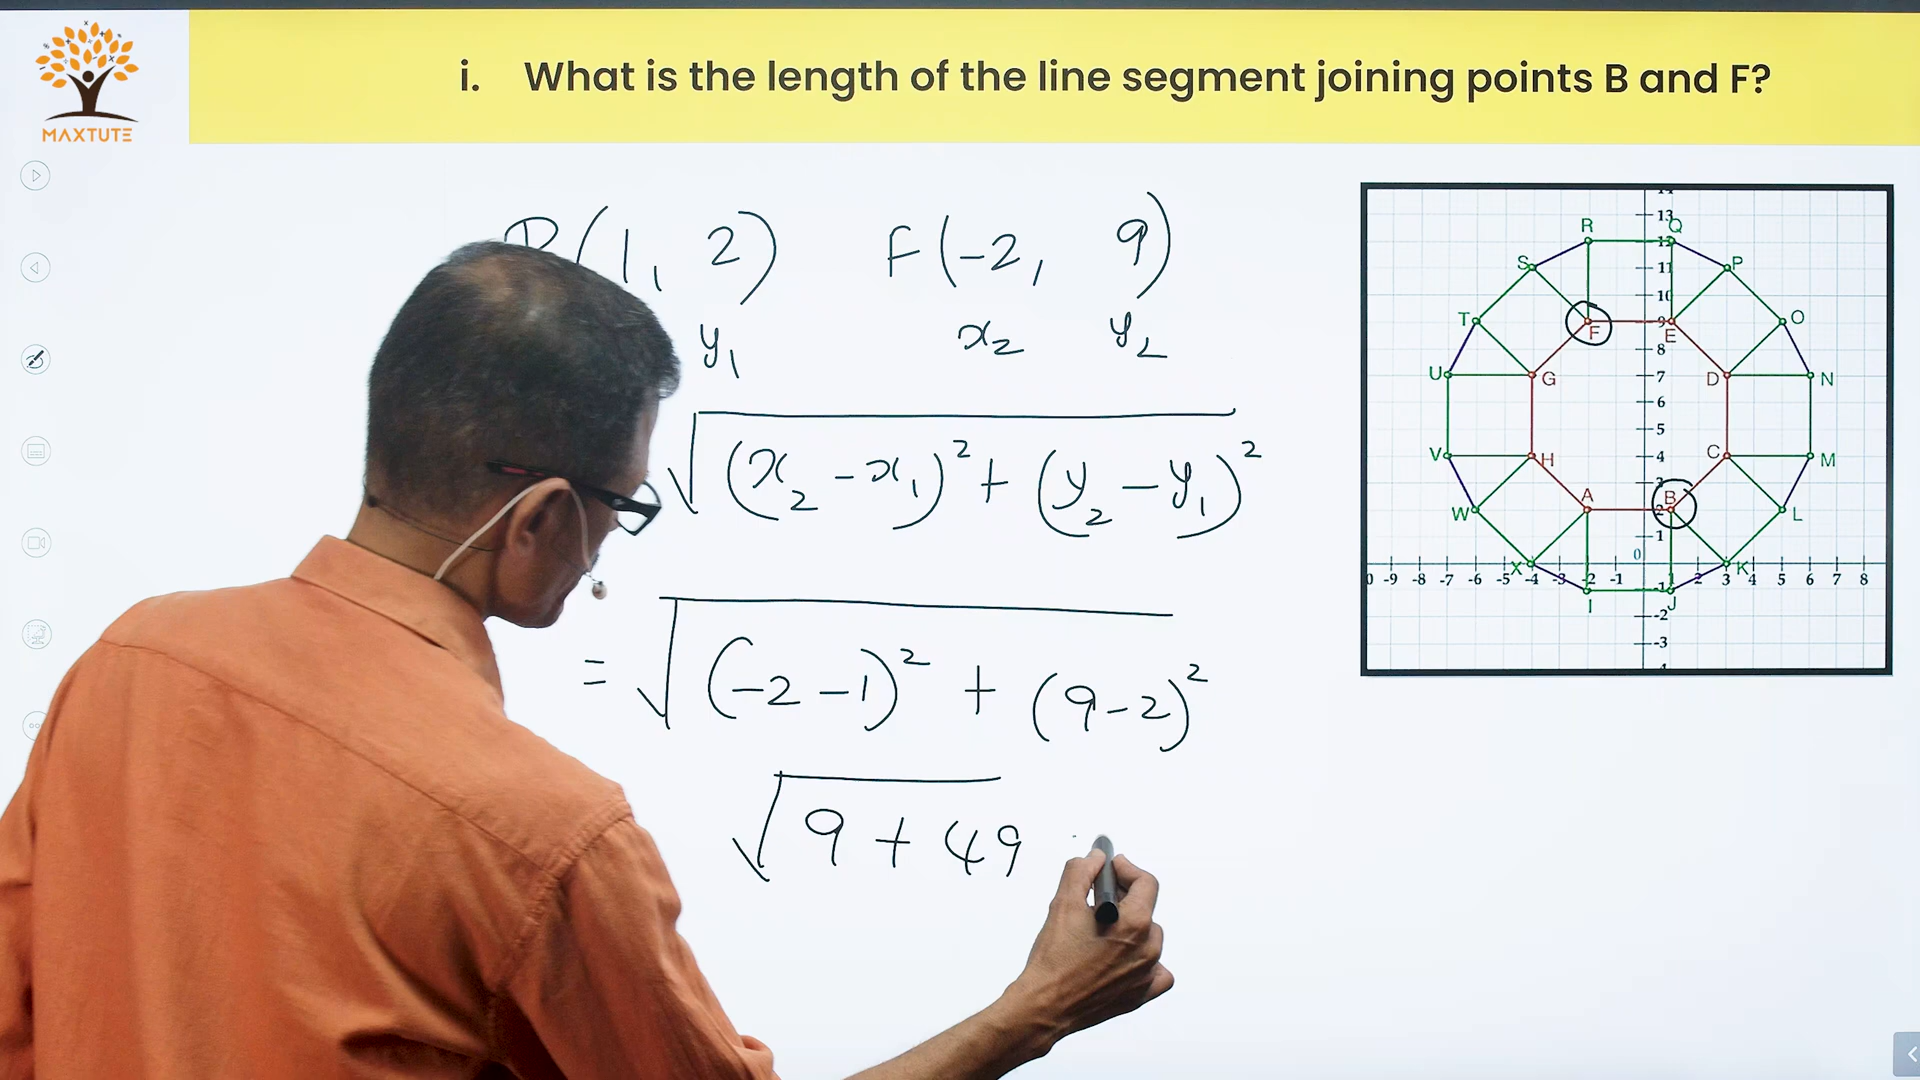 MAXTUTE
i. What is the length of the line segment joining points B and F?
B(1, 2) F(-2, 9)
y₁ x₂ y₂
√(x₂ - x₁)² + (y₂ - y₁)²
= √(-2 - 1)² + (9 - 2)²
√9 + 49
14
13
R Q
12
S 11 P
10
T F 9 E O
8
U G 7 D N
6
5
V H 4 C M
3
A B
W 2 L
1
0
X K
0 -9 -8 -7 -6 -5 -4 -3 -2 -1 1 2 3 4 5 6 7 8
-1
I J
-2
-3